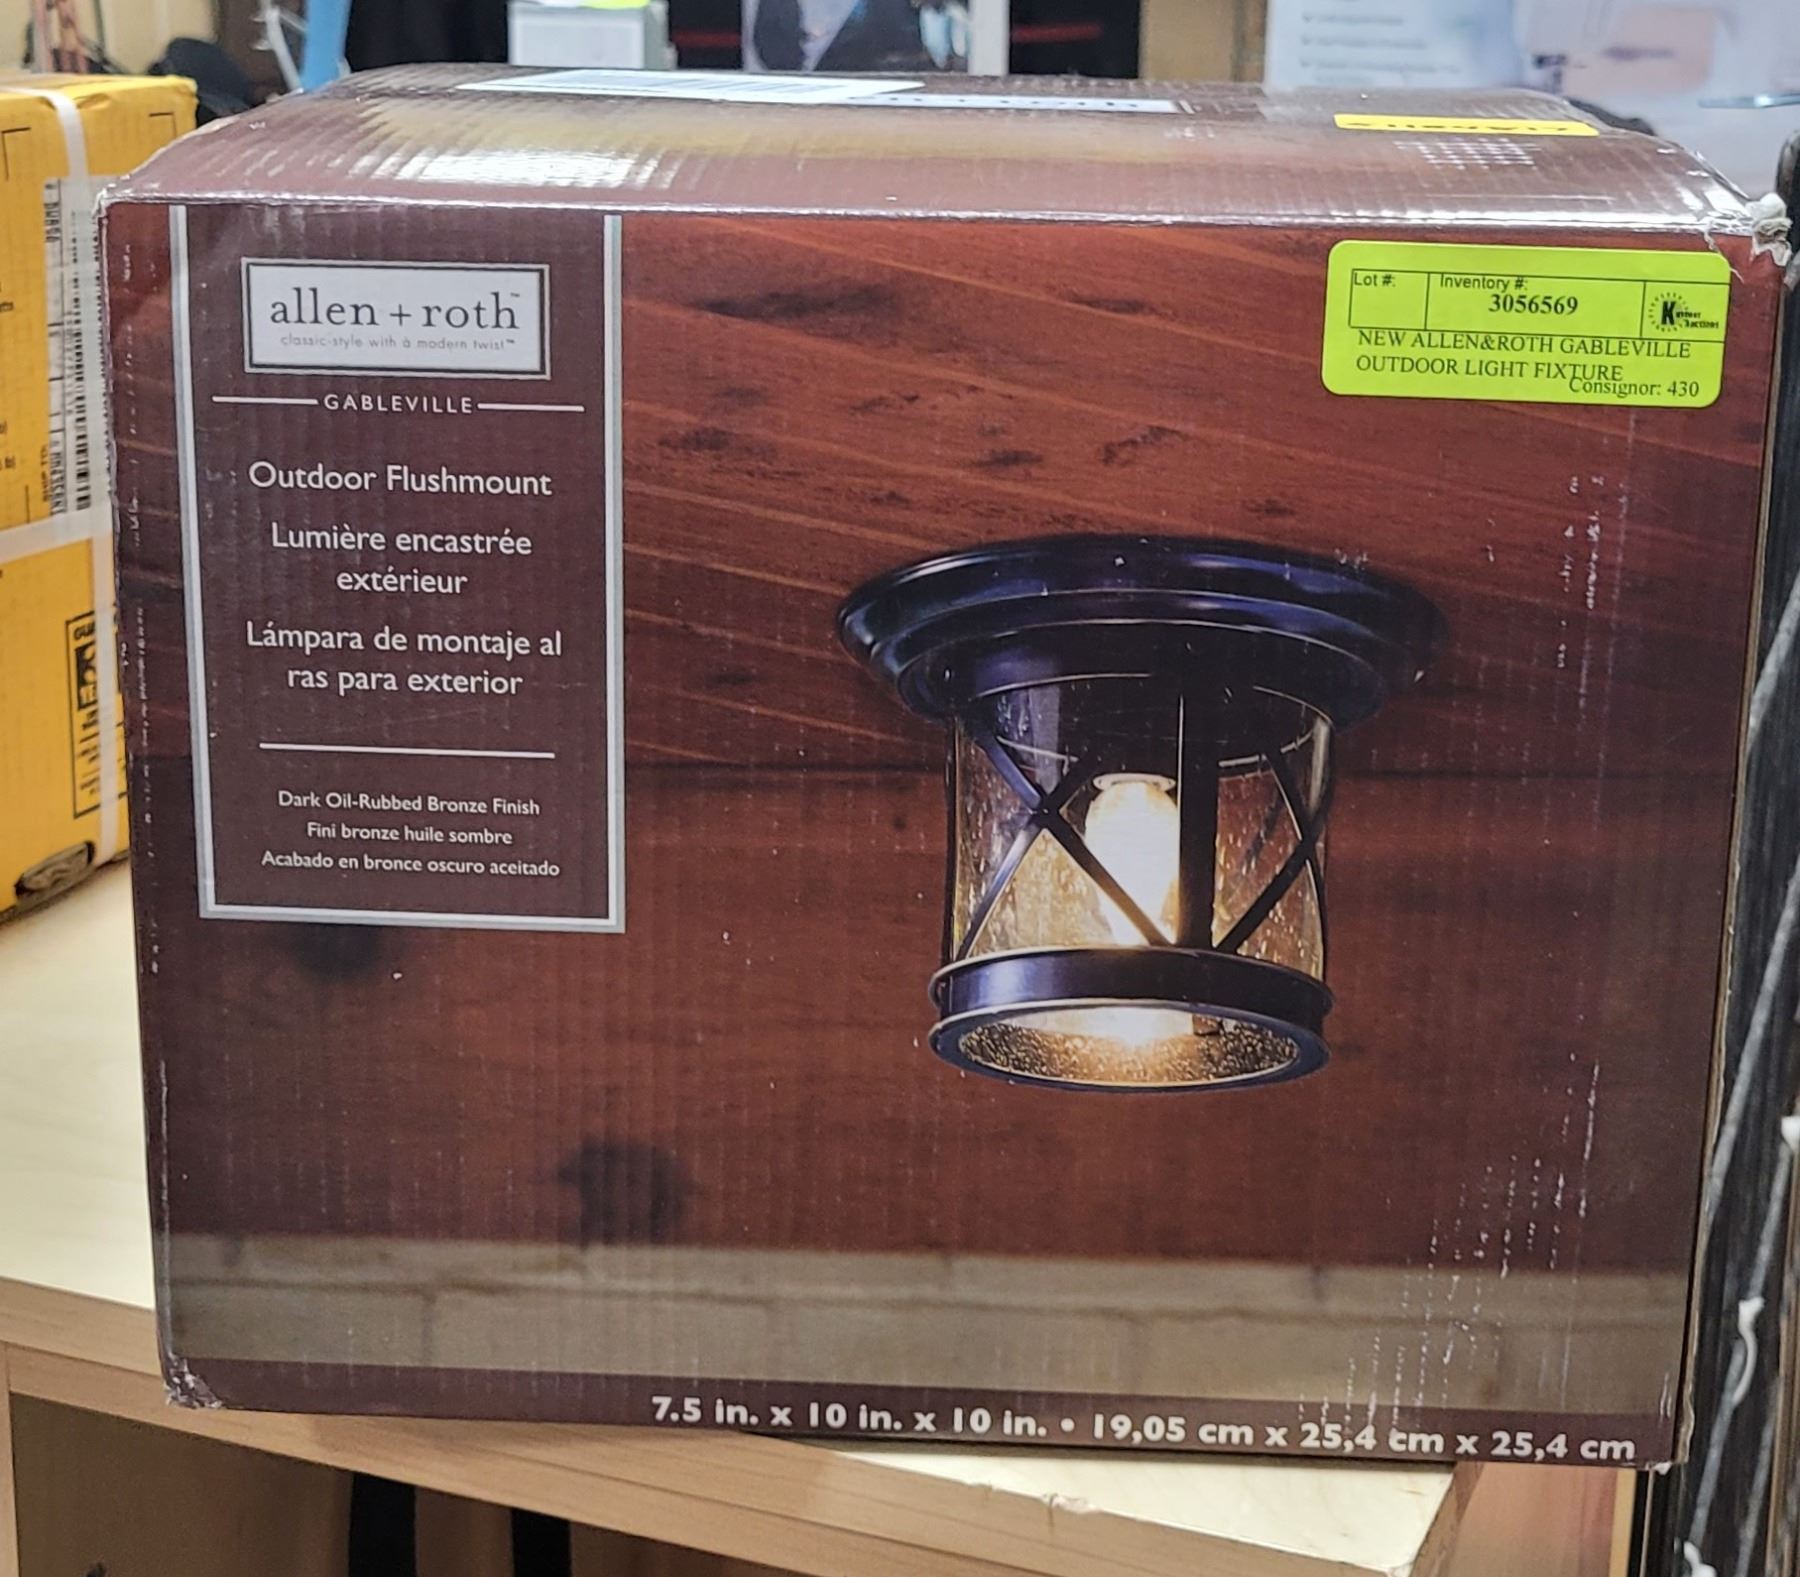 allen + roth™
classic style with a modern twist™
GABLEVILLE
Outdoor Flushmount
Lumière encastrée
extérieur
Lámpara de montaje al
ras para exterior
Dark Oil-Rubbed Bronze Finish
Fini bronze huile sombre
Acabado en bronce oscuro aceitado
Lot #:
Inventory #:
3056569
NEW ALLEN&ROTH GABLEVILLE
OUTDOOR LIGHT FIXTURE
Consignor: 430
7.5 in. x 10 in. x 10 in. • 19,05 cm x 25,4 cm x 25,4 cm